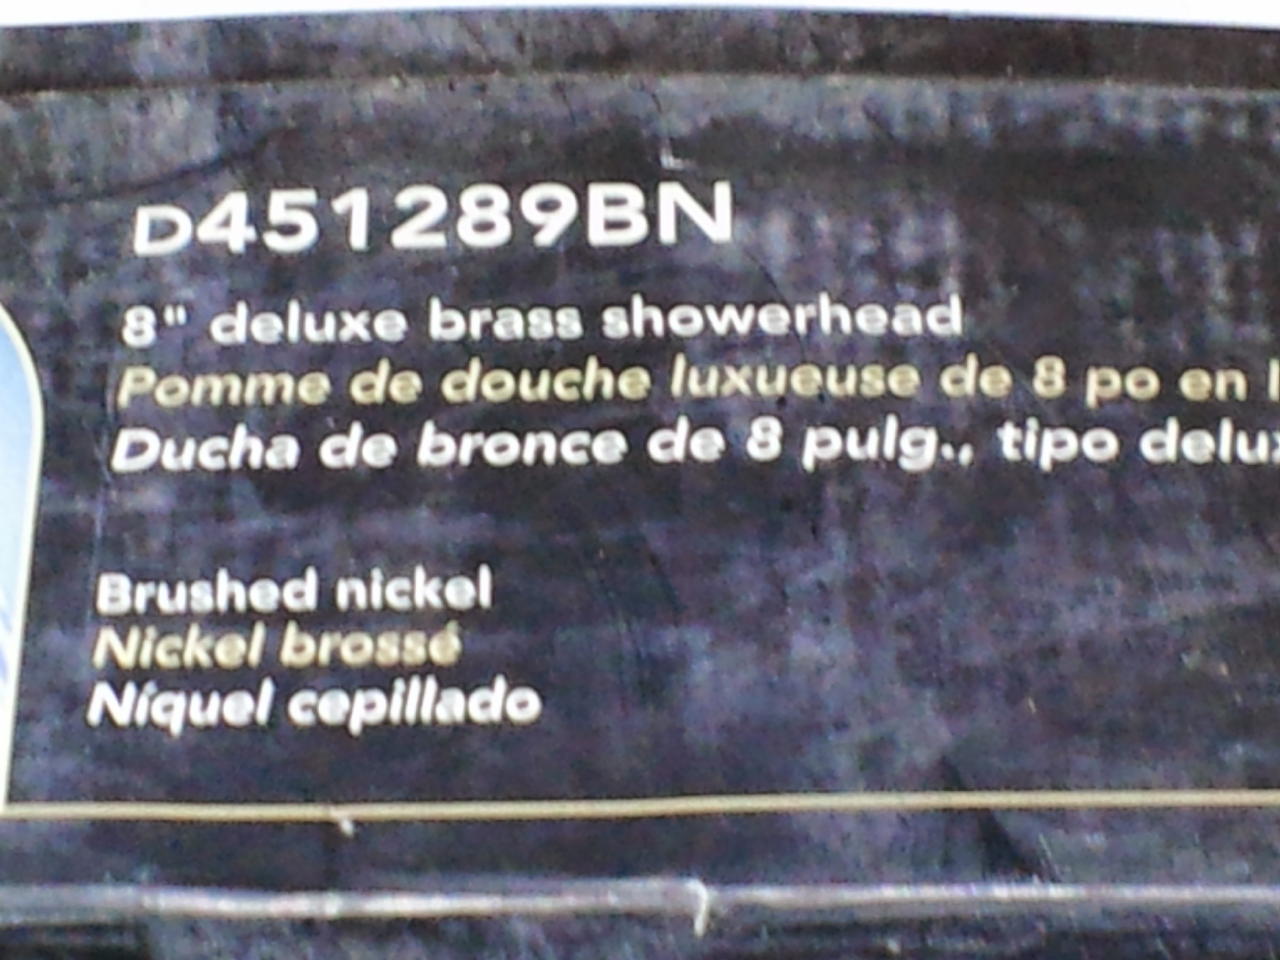 D451289BN
8" deluxe brass showerhead
Pomme de douche luxueuse de 8 po en
Ducha de bronce de 8 pulg., tipo
Brushed nickel
Nickel brossé
Níquel cepillado